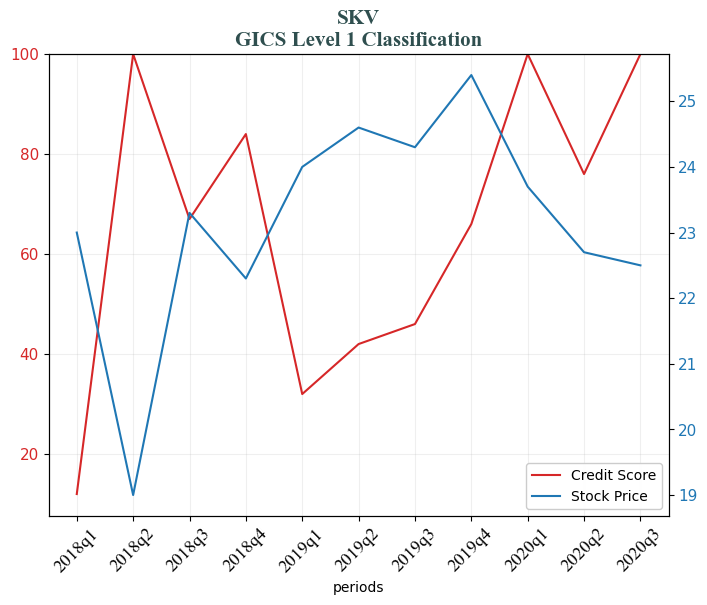 SKV
GICS Level 1 Classification
100
80
60
40
20
25
24
23
22
21
20
19
Credit Score
Stock Price
2018q1
2018q2
2018q3
2018q4
2019q1
2019q2
2019q3
2019q4
2020q1
2020q2
2020q3
periods